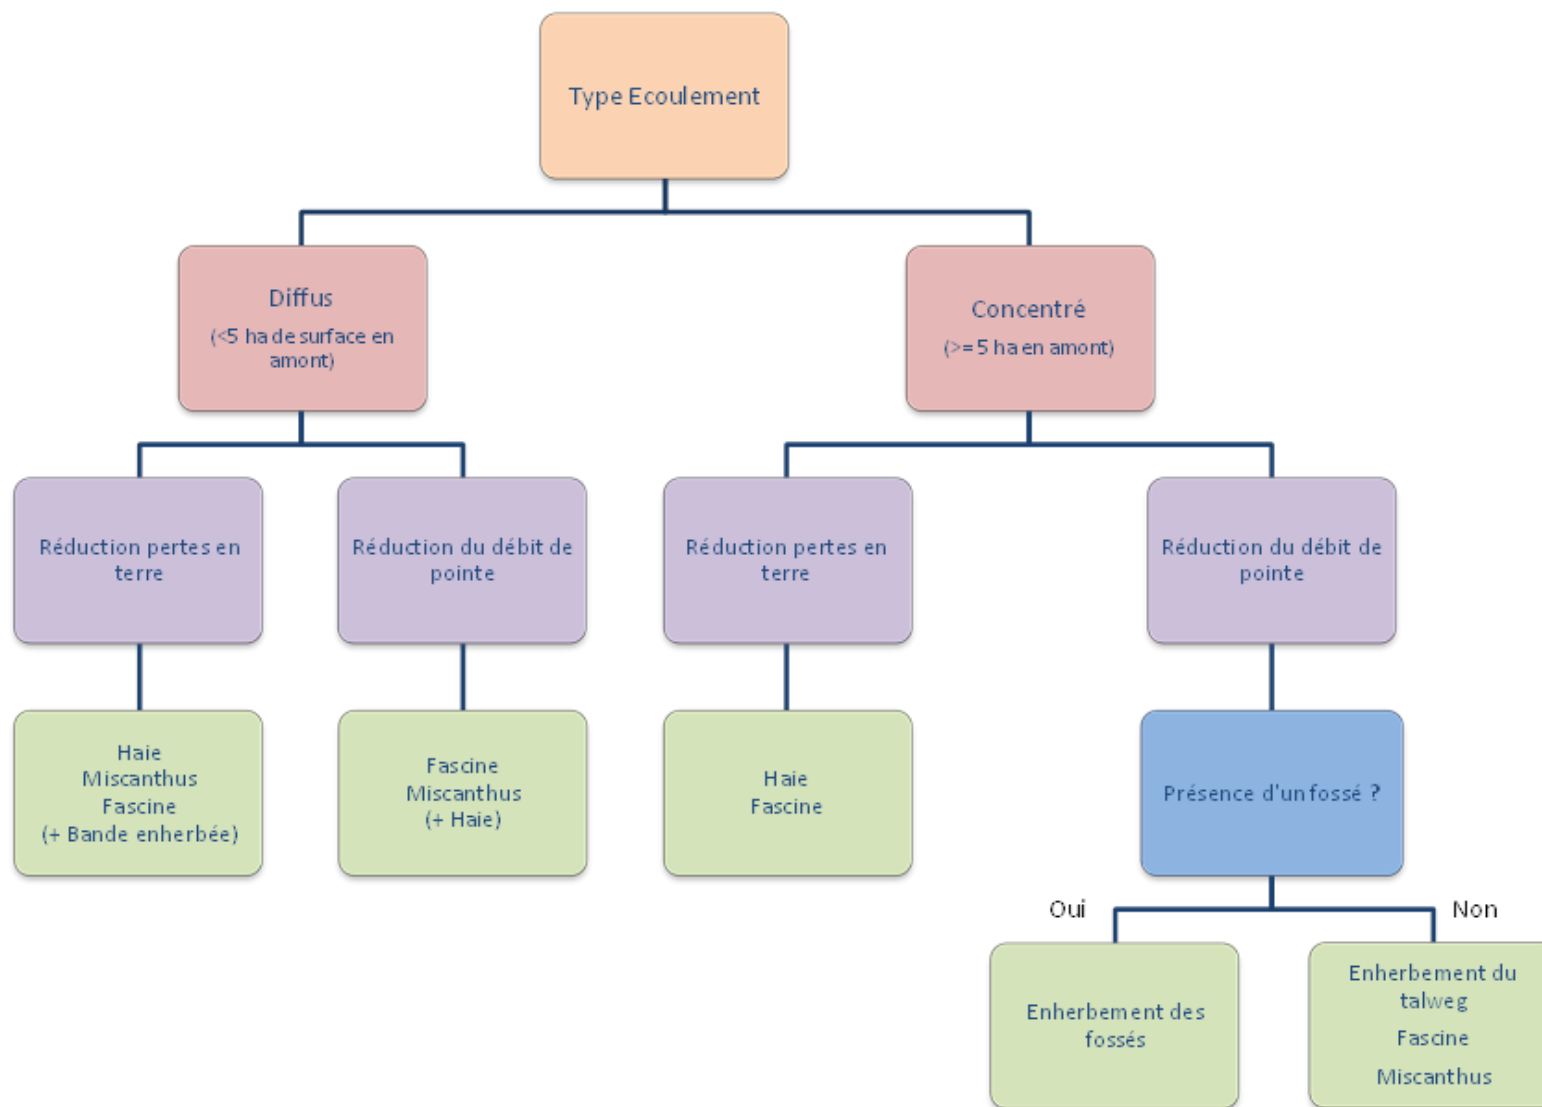 Type Ecoulement
Diffus
(<5 ha de surface en
amont)
Concentré
(>= 5 ha en amont)
Réduction pertes en
terre
Réduction du débit de
pointe
Réduction pertes en
terre
Réduction du débit de
pointe
Haie
Miscanthus
Fascine
(+ Bande enherbée)
Fascine
Miscanthus
(+ Haie)
Haie
Fascine
Présence d'un fossé ?
Oui
Non
Enherbement des
fossés
Enherbement du
talweg
Fascine
Miscanthus